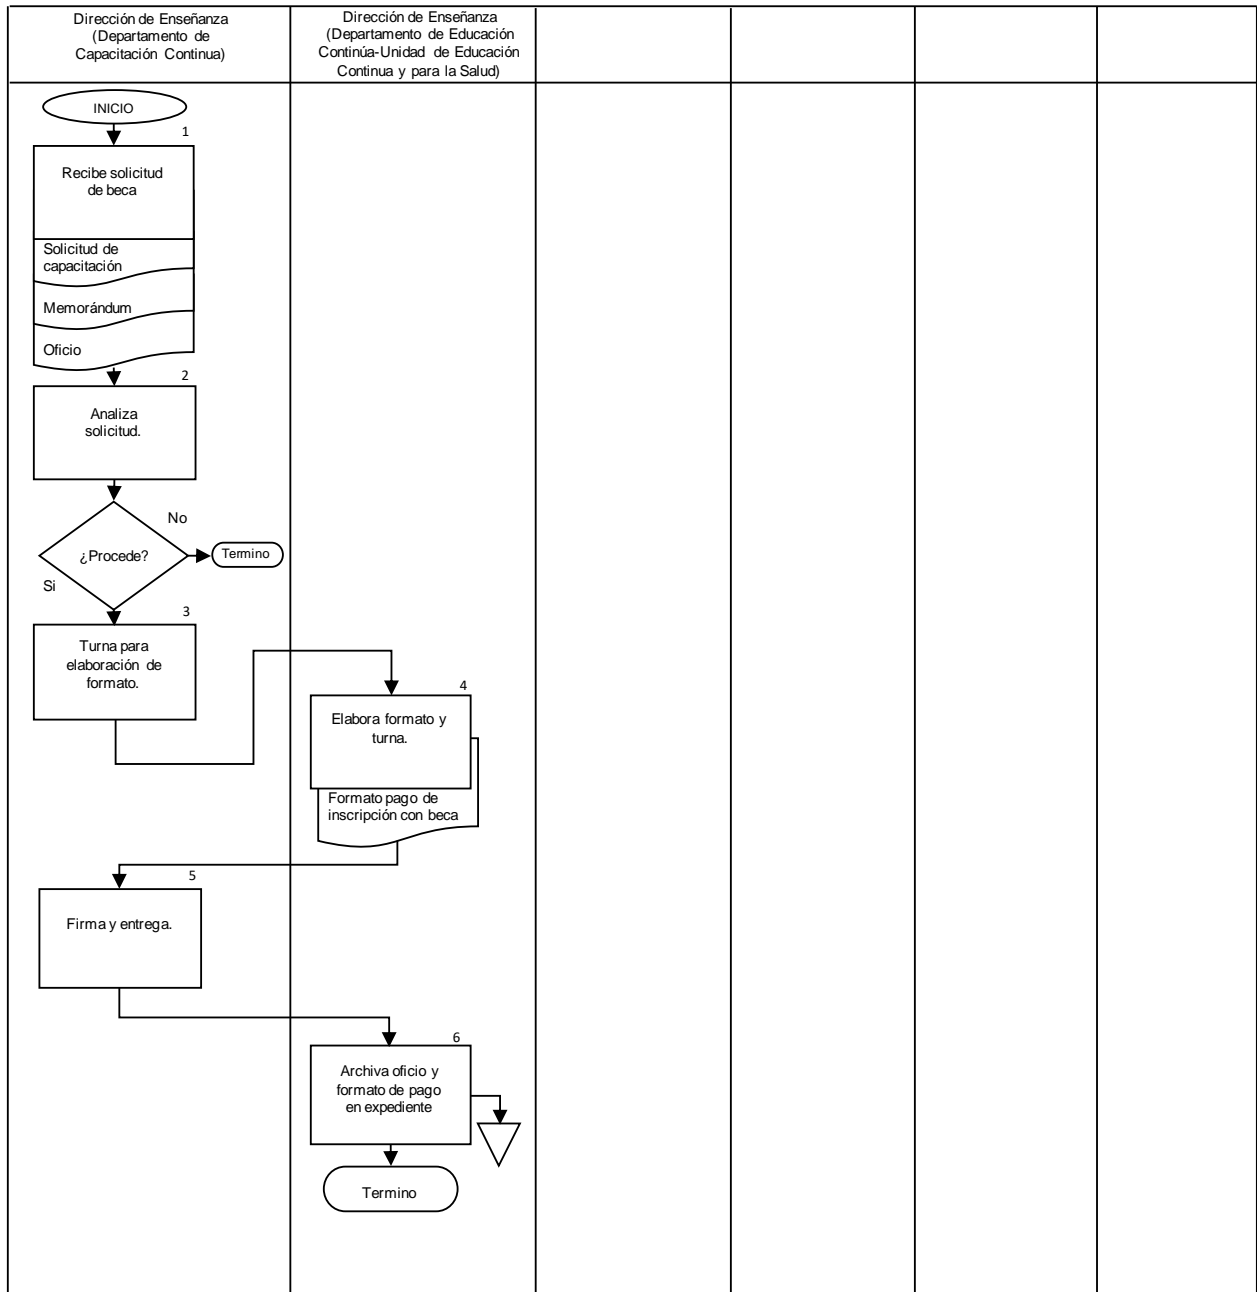 Dirección de Enseñanza
(Departamento de
Capacitación Continua)
Dirección de Enseñanza
(Departamento de Educación
Continúa-Unidad de Educación
Continua y para la Salud)
INICIO
1
Recibe solicitud
de beca
Solicitud de
capacitación
Memorándum
Oficio
2
Analiza
solicitud.
No
¿Procede?
Termino
Si
3
Turna para
elaboración de
formato.
4
Elabora formato y
turna.
Formato pago de
inscripción con beca
5
Firma y entrega.
6
Archiva oficio y
formato de pago
en expediente
Termino